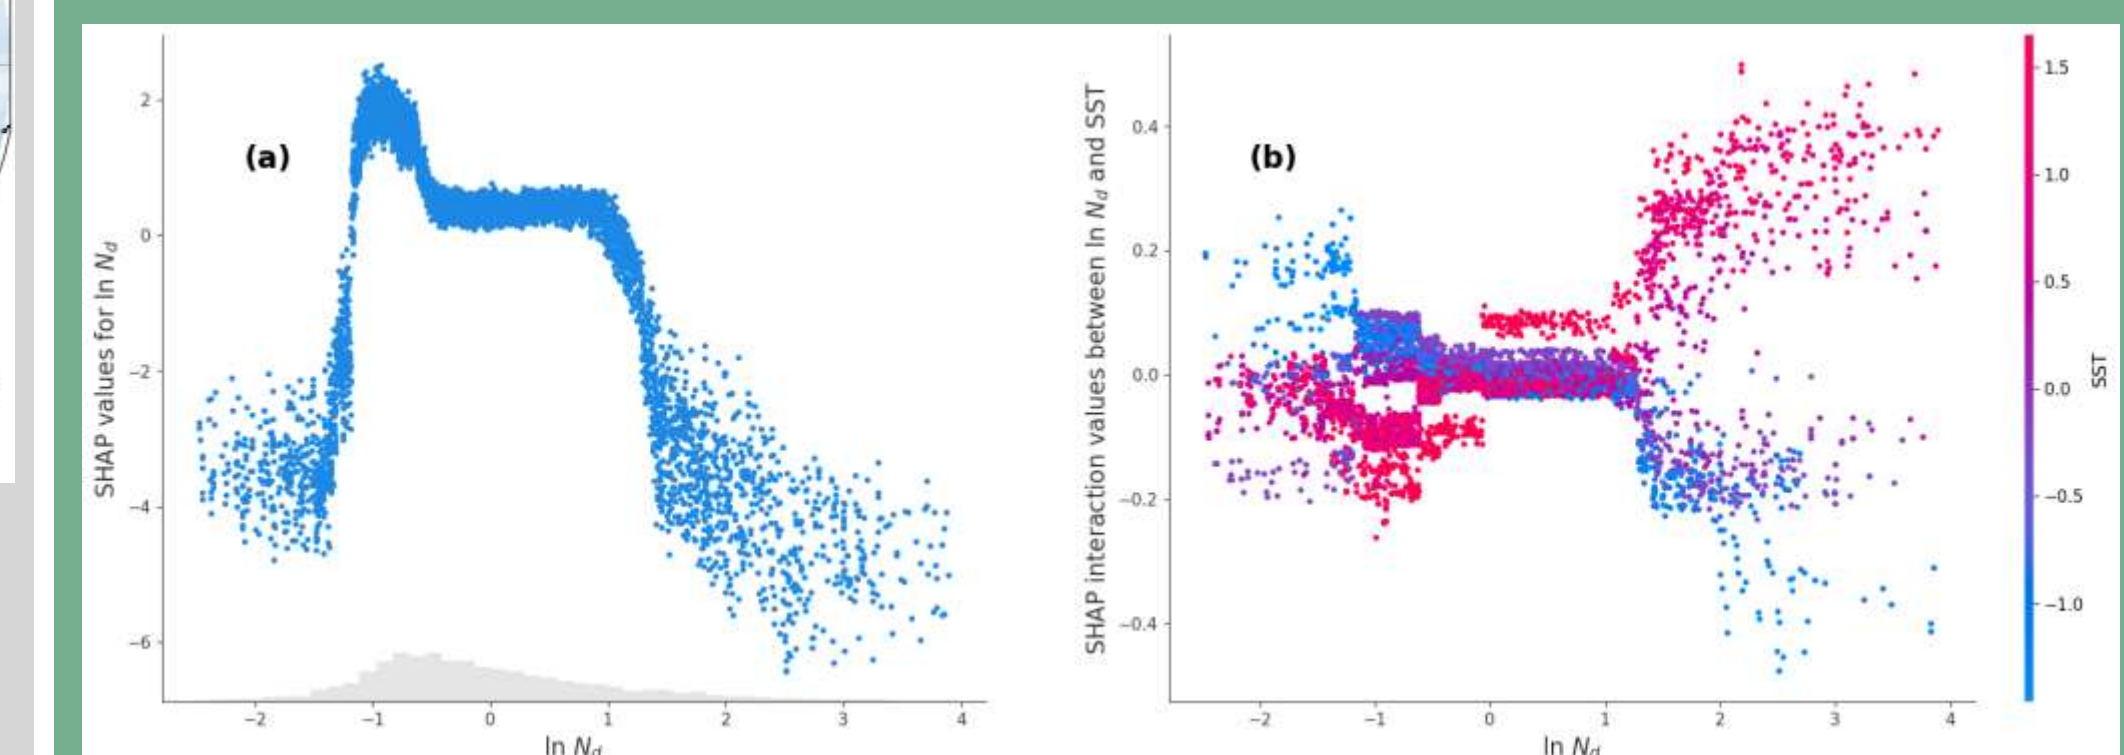 (a)
SHAP values for ln N_d
2
0
−2
−4
−6
−2 −1 0 1 2 3 4
ln N_d
(b)
SHAP interaction values between ln N_d and SST
0.4
0.2
0.0
−0.2
−0.4
−2 −1 0 1 2 3 4
ln N_d
1.5
1.0
0.5
0.0
−0.5
−1.0
SST